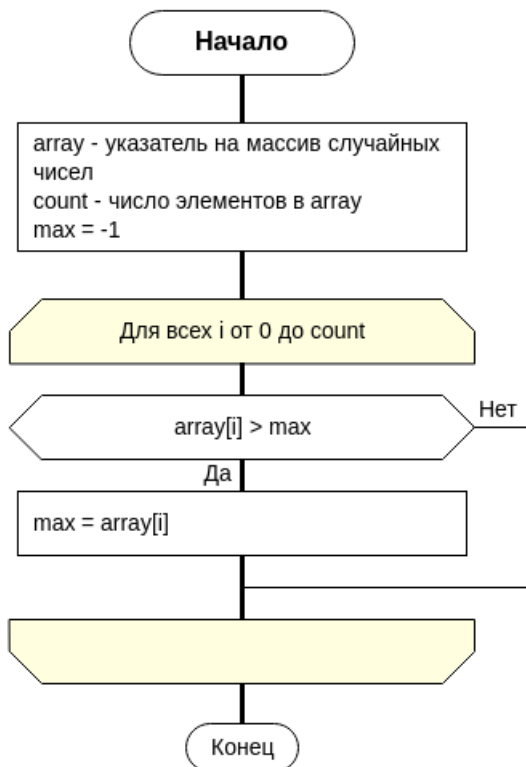 Начало
array - указатель на массив случайных
чисел
count - число элементов в array
max = -1
Для всех i от 0 до count
array[i] > max
Нет
Да
max = array[i]
Конец